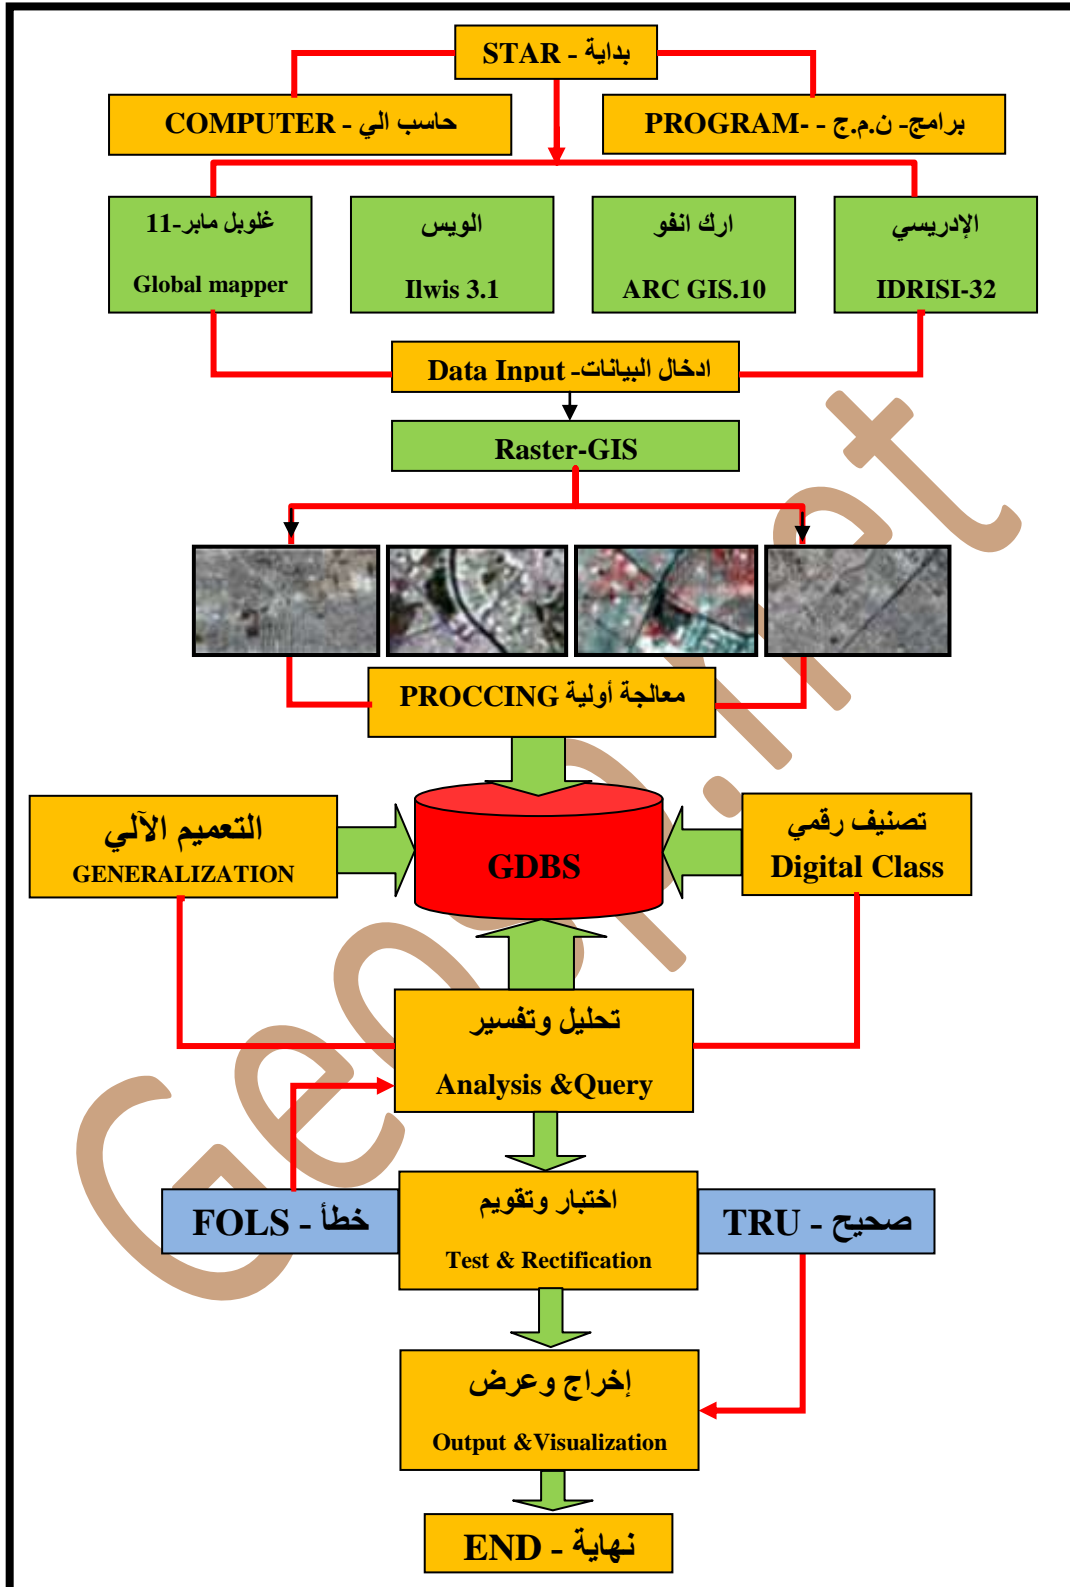 بداية - STAR
حاسب الي - COMPUTER
برامج- ن.م.ج - -PROGRAM
غلوبل مابر-11
Global mapper
الويس
Ilwis 3.1
ارك انفو
ARC GIS.10
الإدريسي
IDRISI-32
ادخال البيانات- Data Input
Raster-GIS
معالجة أولية PROCCING
التعميم الآلي
GENERALIZATION
GDBS
تصنيف رقمي
Digital Class
تحليل وتفسير
Analysis &Query
خطأ - FOLS
اختبار وتقويم
Test & Rectification
صحيح - TRU
إخراج وعرض
Output &Visualization
نهاية - END